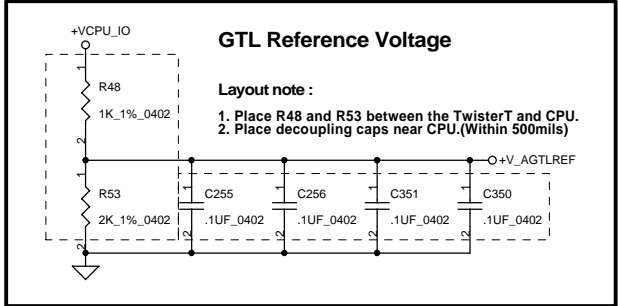 +VCPU_IO
GTL Reference Voltage
Layout note :
1. Place R48 and R53 between the TwisterT and CPU.
2. Place decoupling caps near CPU.(Within 500mils)
1
R48
1K_1%_0402
2
+V_AGTLREF
1
R53
2K_1%_0402
2
1
C255
.1UF_0402
2
1
C256
.1UF_0402
2
1
C351
.1UF_0402
2
1
C350
.1UF_0402
2